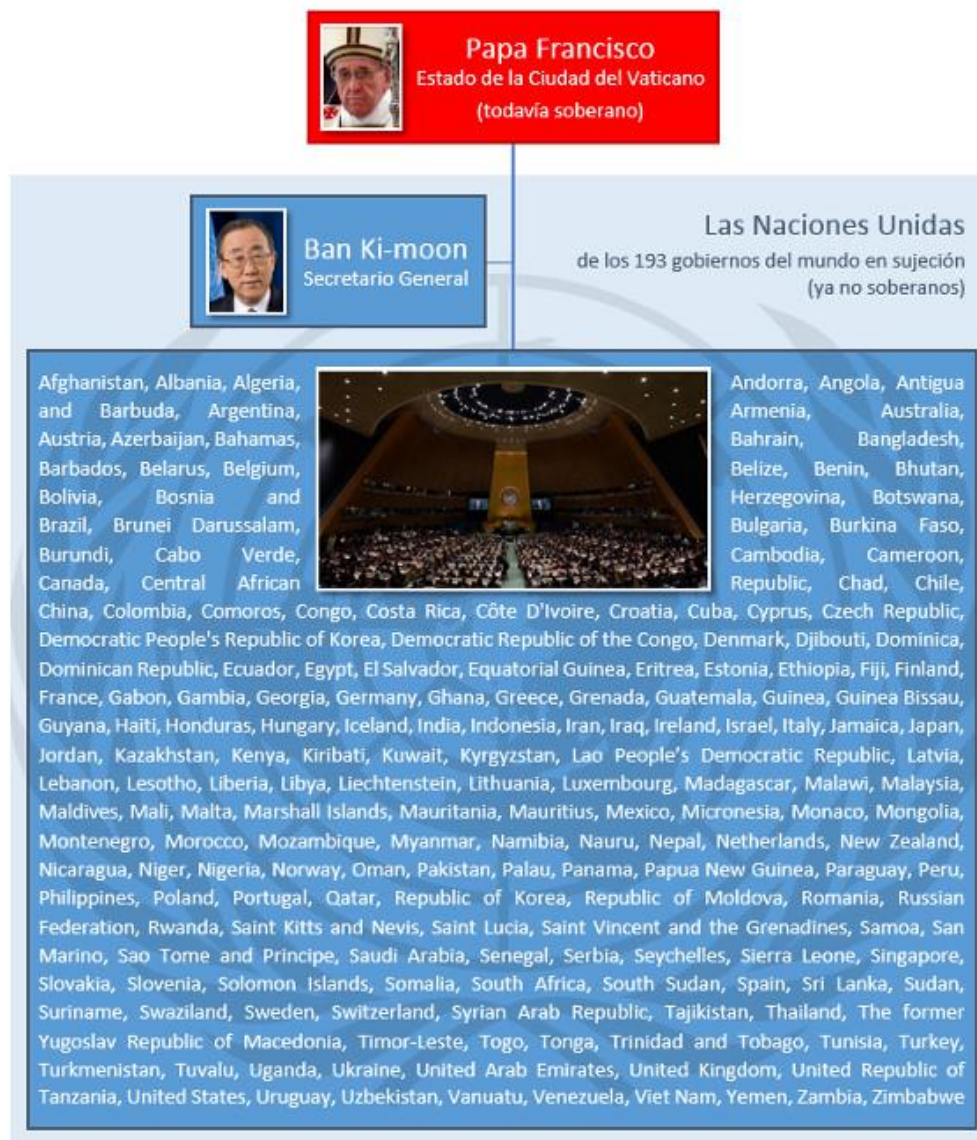 Papa Francisco
Estado de la Ciudad del Vaticano
(todavía soberano)
Ban Ki-moon
Secretario General
Las Naciones Unidas
de los 193 gobiernos del mundo en sujeción
(ya no soberanos)
Afghanistan, Albania, Algeria, Andorra, Angola, Antigua
and Barbuda, Argentina, Armenia, Australia,
Austria, Azerbaijan, Bahamas, Bahrain, Bangladesh,
Barbados, Belarus, Belgium, Belize, Benin, Bhutan,
Bolivia, Bosnia and Herzegovina, Botswana,
Brazil, Brunei Darussalam, Bulgaria, Burkina Faso,
Burundi, Cabo Verde, Cambodia, Cameroon,
Canada, Central African Republic, Chad, Chile,
China, Colombia, Comoros, Congo, Costa Rica, Côte D'Ivoire, Croatia, Cuba, Cyprus, Czech Republic,
Democratic People's Republic of Korea, Democratic Republic of the Congo, Denmark, Djibouti, Dominica,
Dominican Republic, Ecuador, Egypt, El Salvador, Equatorial Guinea, Eritrea, Estonia, Ethiopia, Fiji, Finland,
France, Gabon, Gambia, Georgia, Germany, Ghana, Greece, Grenada, Guatemala, Guinea, Guinea Bissau,
Guyana, Haiti, Honduras, Hungary, Iceland, India, Indonesia, Iran, Iraq, Ireland, Israel, Italy, Jamaica, Japan,
Jordan, Kazakhstan, Kenya, Kiribati, Kuwait, Kyrgyzstan, Lao People’s Democratic Republic, Latvia,
Lebanon, Lesotho, Liberia, Libya, Liechtenstein, Lithuania, Luxembourg, Madagascar, Malawi, Malaysia,
Maldives, Mali, Malta, Marshall Islands, Mauritania, Mauritius, Mexico, Micronesia, Monaco, Mongolia,
Montenegro, Morocco, Mozambique, Myanmar, Namibia, Nauru, Nepal, Netherlands, New Zealand,
Nicaragua, Niger, Nigeria, Norway, Oman, Pakistan, Palau, Panama, Papua New Guinea, Paraguay, Peru,
Philippines, Poland, Portugal, Qatar, Republic of Korea, Republic of Moldova, Romania, Russian
Federation, Rwanda, Saint Kitts and Nevis, Saint Lucia, Saint Vincent and the Grenadines, Samoa, San
Marino, Sao Tome and Principe, Saudi Arabia, Senegal, Serbia, Seychelles, Sierra Leone, Singapore,
Slovakia, Slovenia, Solomon Islands, Somalia, South Africa, South Sudan, Spain, Sri Lanka, Sudan,
Suriname, Swaziland, Sweden, Switzerland, Syrian Arab Republic, Tajikistan, Thailand, The former
Yugoslav Republic of Macedonia, Timor-Leste, Togo, Tonga, Trinidad and Tobago, Tunisia, Turkey,
Turkmenistan, Tuvalu, Uganda, Ukraine, United Arab Emirates, United Kingdom, United Republic of
Tanzania, United States, Uruguay, Uzbekistan, Vanuatu, Venezuela, Viet Nam, Yemen, Zambia, Zimbabwe